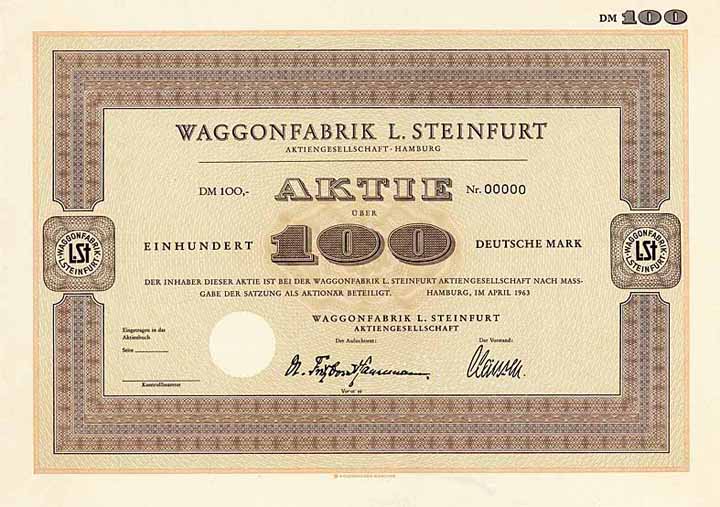 DM 100
WAGGONFABRIK L. STEINFURT
AKTIENGESELLSCHAFT - HAMBURG
DM 100,- AKTIE Nr. 00000
ÜBER
EINHUNDERT 100 DEUTSCHE MARK
WAGGONFABRIK
LSt
L. STEINFURT
WAGGONFABRIK
LSt
L. STEINFURT
DER INHABER DIESER AKTIE IST BEI DER WAGGONFABRIK L. STEINFURT AKTIENGESELLSCHAFT NACH MASS-
GABE DER SATZUNG ALS AKTIONÄR BETEILIGT. HAMBURG, IM APRIL 1963
WAGGONFABRIK L. STEINFURT
AKTIENGESELLSCHAFT
Eingetragen in das
Aktienbuch
Seite
Der Aufsichtsrat: Der Vorstand:
Kontrollbeamter